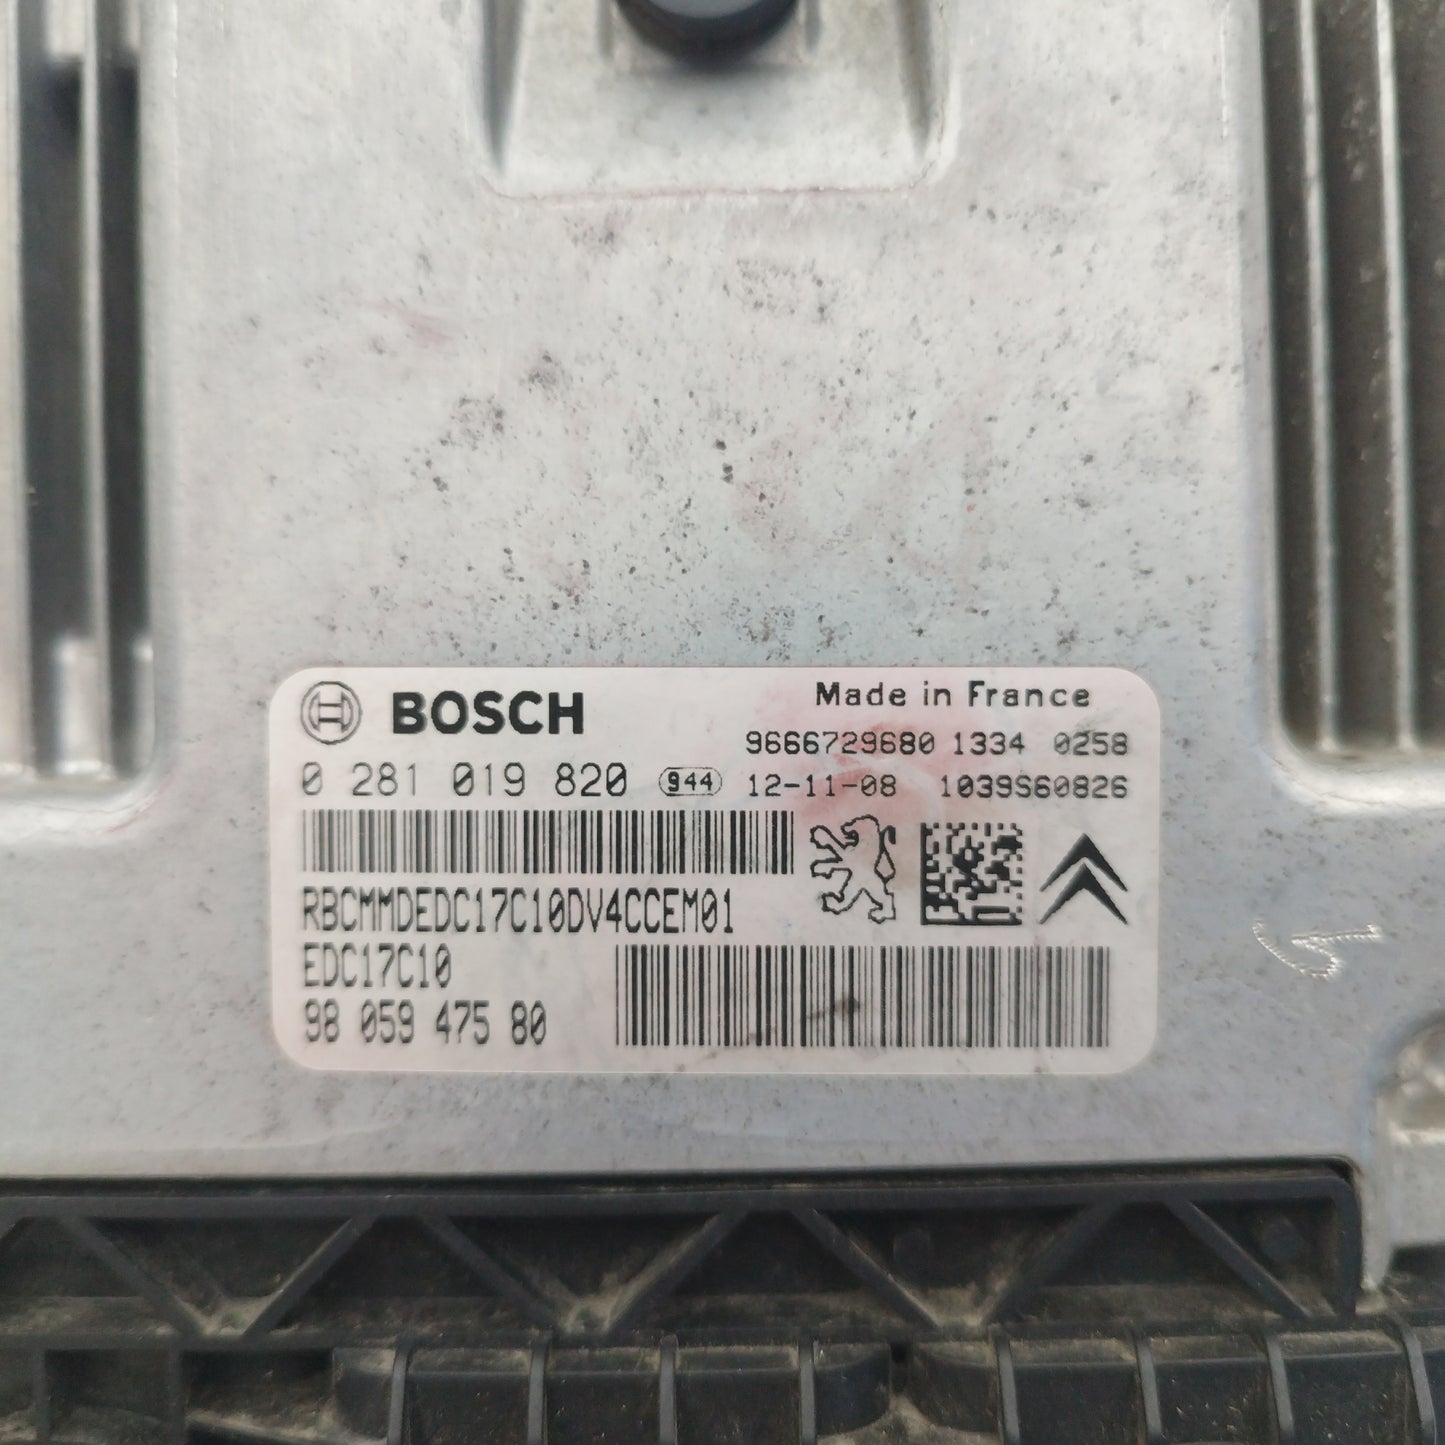 BOSCH
Made in France
9666729680 1334 0258
0 281 019 820 944 12-11-08 1039S60826
RBCMMDEDC17C10DV4CCEM01
EDC17C10
98 059 475 80